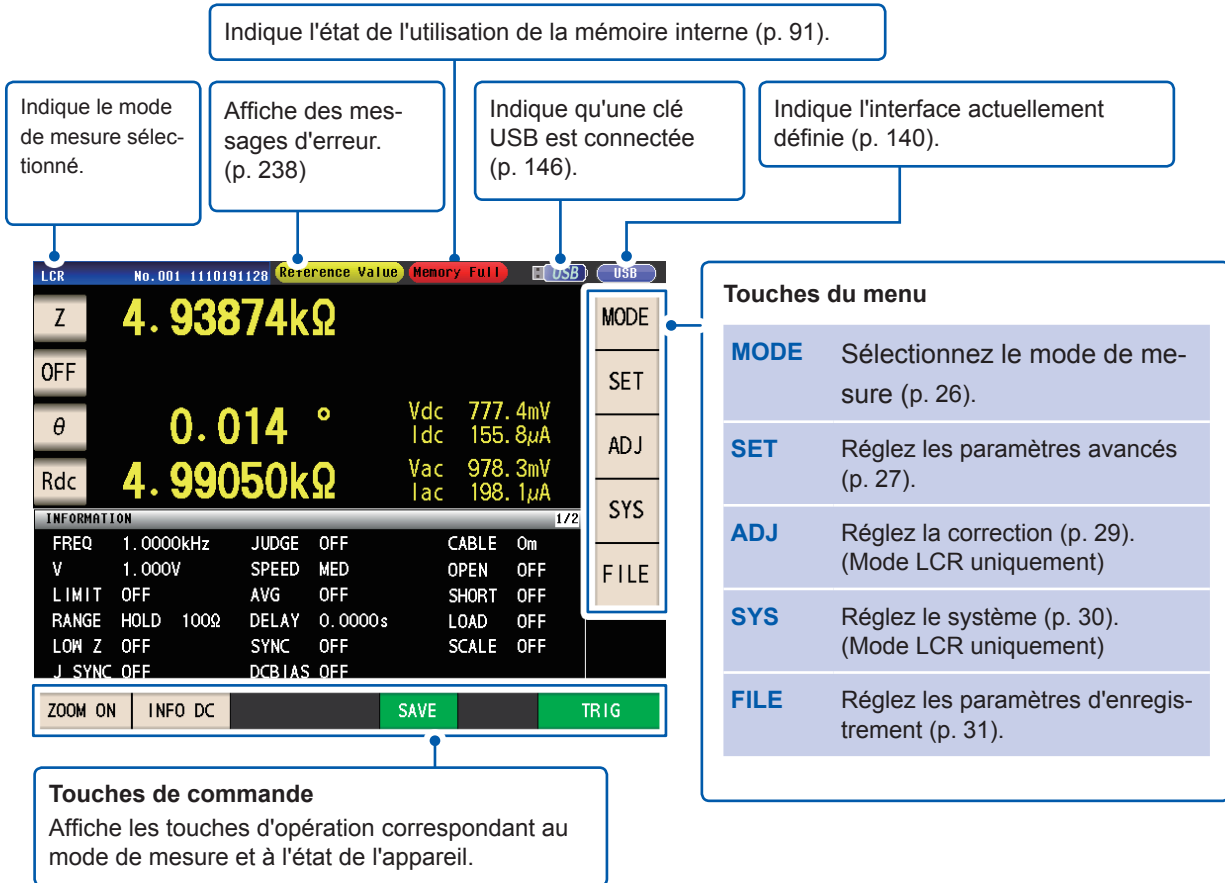 Indique l'état de l'utilisation de la mémoire interne (p. 91).
Indique le mode
de mesure sélec-
tionné.
Affiche des mes-
sages d'erreur.
(p. 238)
Indique qu'une clé
USB est connectée
(p. 146).
Indique l'interface actuellement
définie (p. 140).
LCR No.001 1110191128 Reference Value Memory Full USB USB
Z 4.93874kΩ
OFF
θ 0.014 ° Vdc 777.4mV
Idc 155.8μA
Rdc 4.99050kΩ Vac 978.3mV
Iac 198.1μA
INFORMATION 1/2
FREQ 1.0000kHz JUDGE OFF CABLE 0m
V 1.000V SPEED MED OPEN OFF
LIMIT OFF AVG OFF SHORT OFF
RANGE HOLD 100Ω DELAY 0.0000s LOAD OFF
LOW Z OFF SYNC OFF SCALE OFF
J SYNC OFF DCBIAS OFF
MODE
SET
ADJ
SYS
FILE
ZOOM ON INFO DC SAVE TRIG
Touches du menu
MODE Sélectionnez le mode de me-
sure (p. 26).
SET Réglez les paramètres avancés
(p. 27).
ADJ Réglez la correction (p. 29).
(Mode LCR uniquement)
SYS Réglez le système (p. 30).
(Mode LCR uniquement)
FILE Réglez les paramètres d'enregis-
trement (p. 31).
Touches de commande
Affiche les touches d'opération correspondant au
mode de mesure et à l'état de l'appareil.